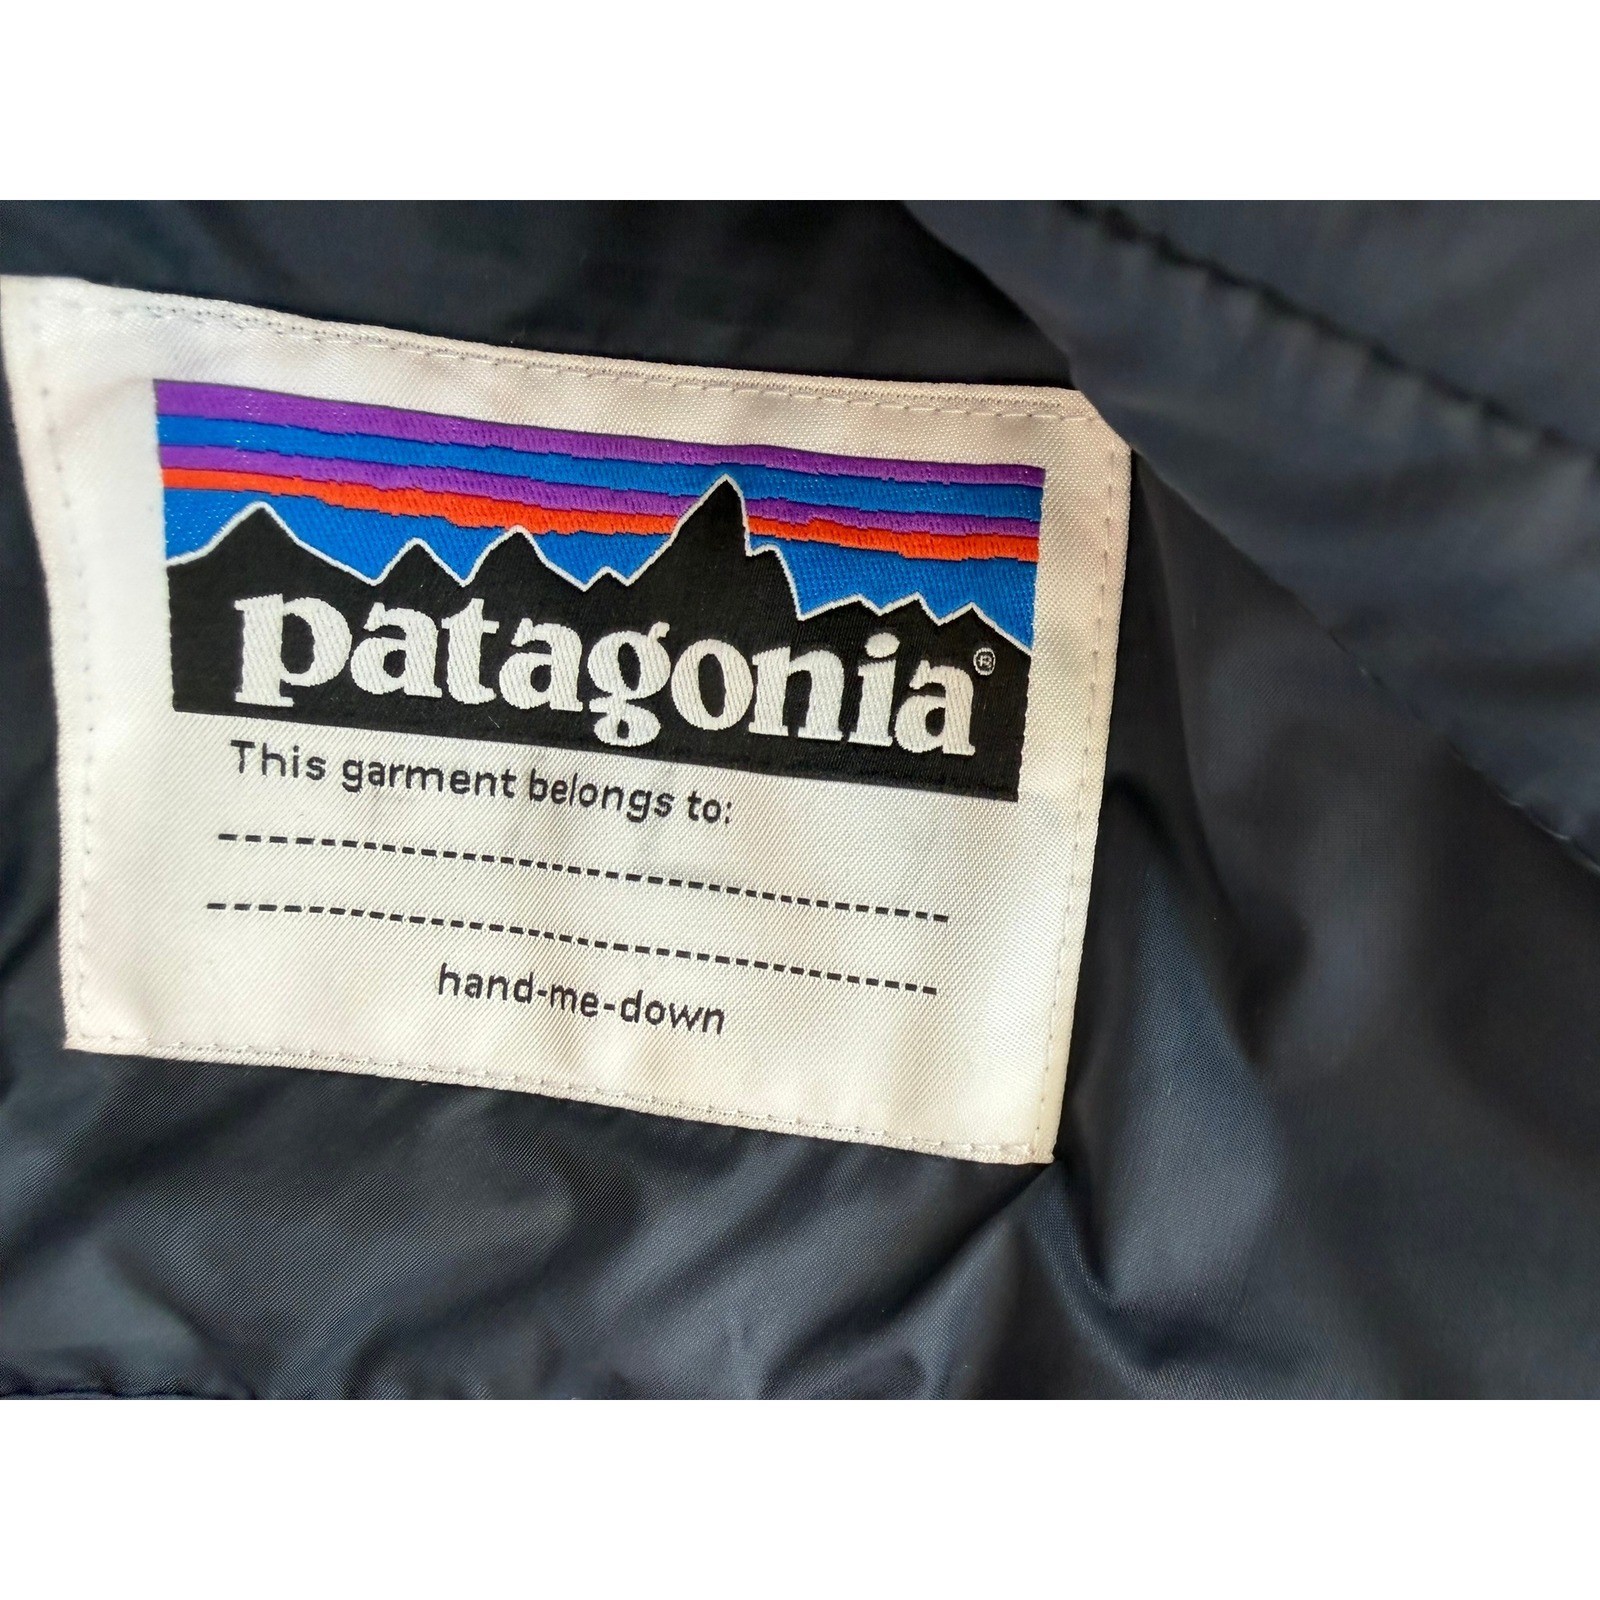 patagonia®
This garment belongs to:
hand-me-down